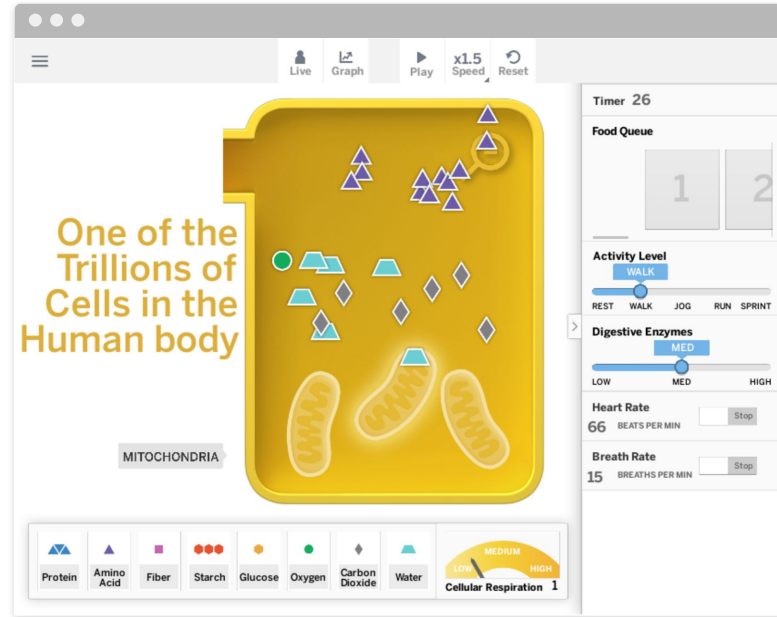 Live
Graph
Play
x1.5
Speed
Reset
Timer 26
Food Queue
1
2
One of the
Trillions of
Cells in the
Human body
MITOCHONDRIA
Activity Level
WALK
REST WALK JOG RUN SPRINT
Digestive Enzymes
MED
LOW MED HIGH
Heart Rate
66 BEATS PER MIN
Stop
Breath Rate
15 BREATHS PER MIN
Stop
Protein
Amino
Acid
Fiber
Starch
Glucose
Oxygen
Carbon
Dioxide
Water
LOW MEDIUM HIGH
Cellular Respiration 1